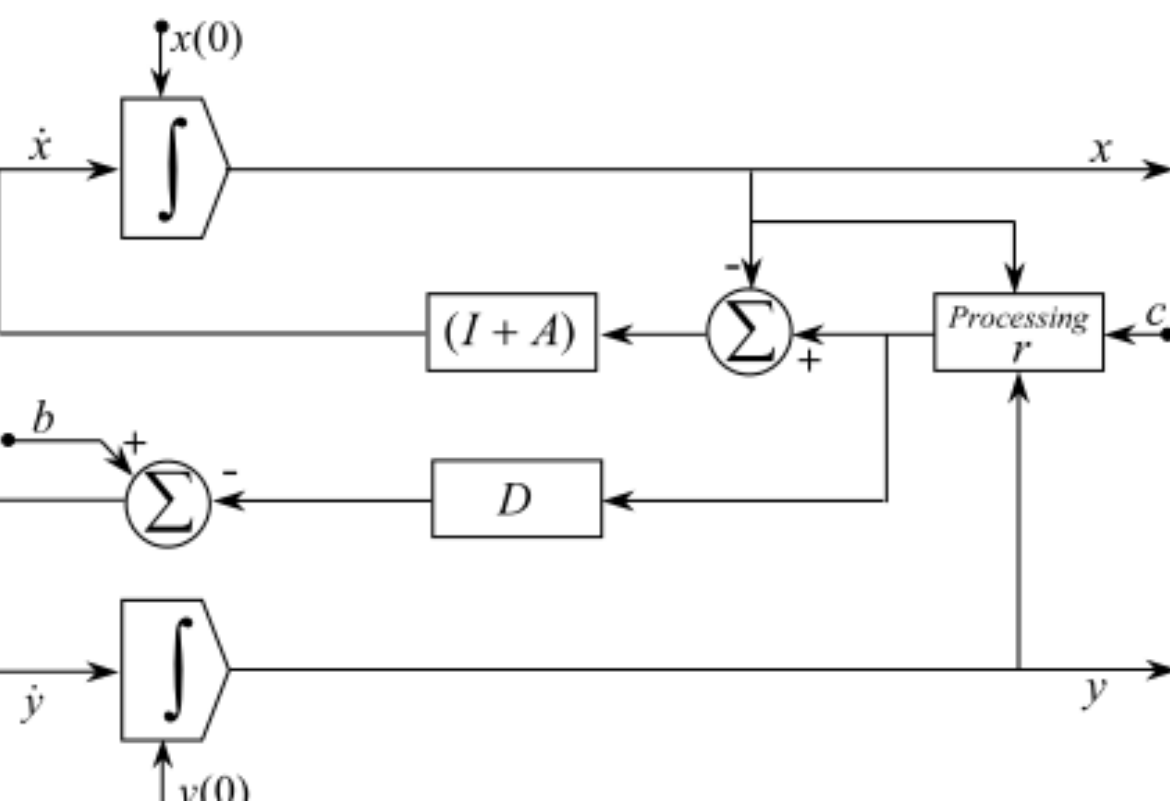 x(0)
ẋ
∫
x
-
(I + A)
Σ
+
Processing
r
c
b
+
Σ
-
D
∫
ẏ
y
y(0)